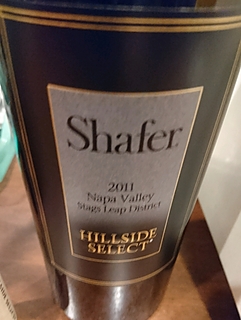 Shafer
2011
Napa Valley
Stags Leap District
HILLSIDE
SELECT